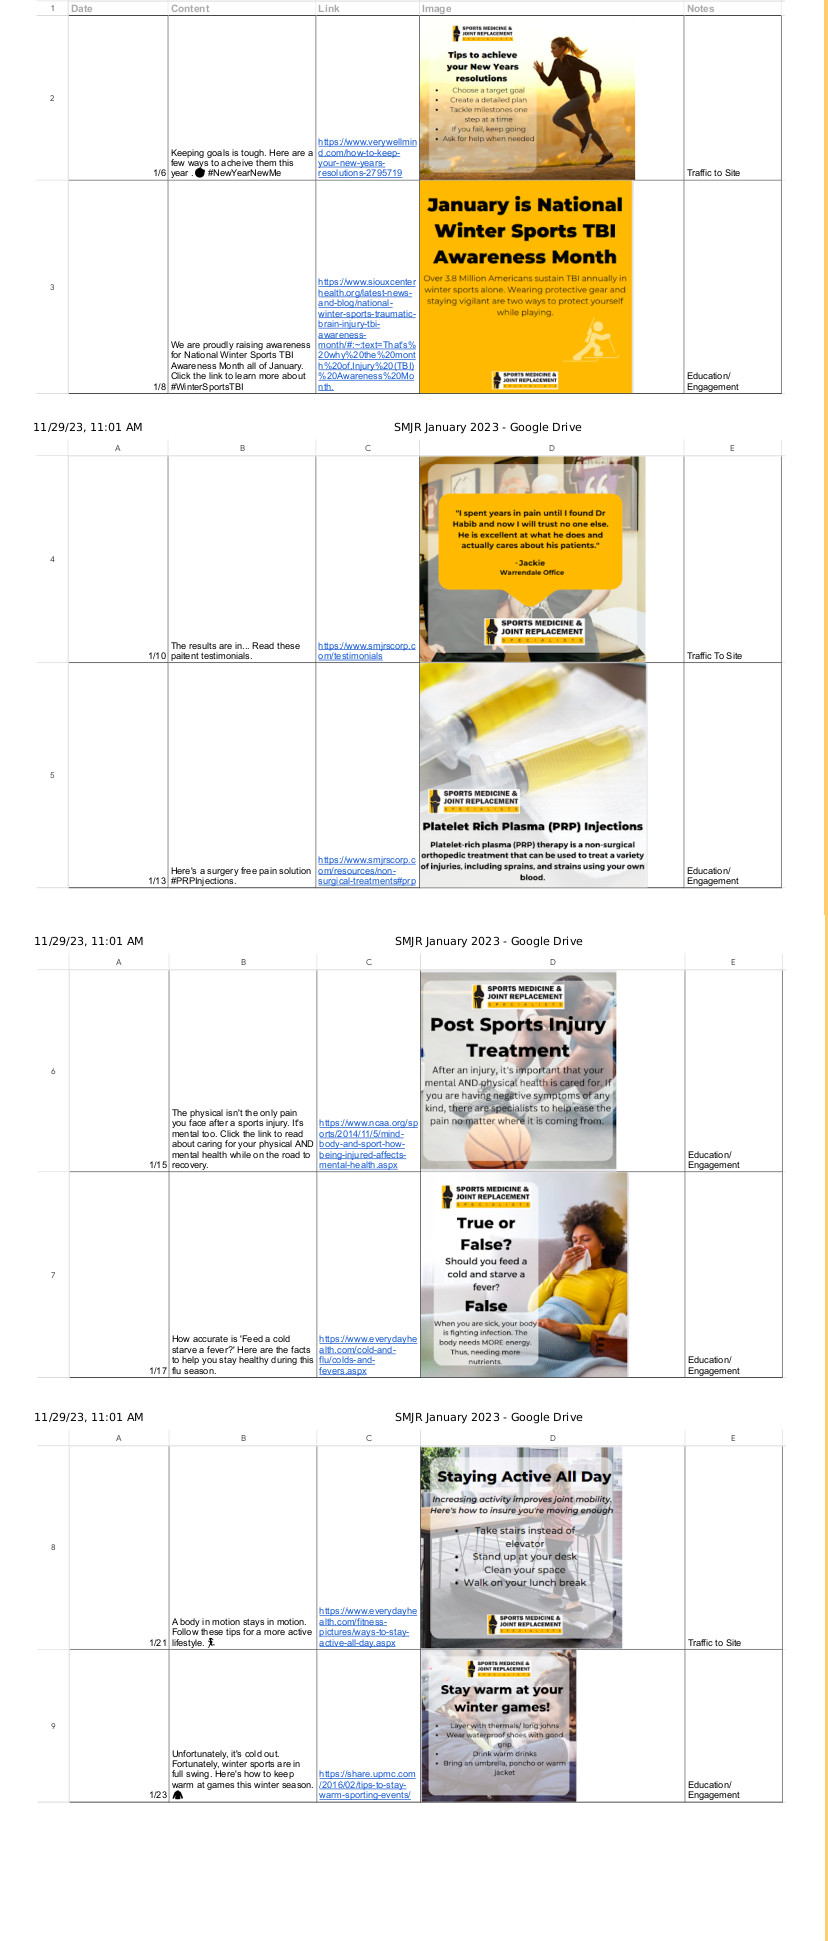 1 Date Content Link Image Notes
2
1/6
Keeping goals is tough. Here are a
few ways to acheive them this
year . #NewYearNewMe
https://www.verywellmin
d.com/how-to-keep-
your-new-years-
resolutions-2795719
SPORTS MEDICINE &
JOINT REPLACEMENT
SPECIALISTS
Tips to achieve
your New Years
resolutions
• Choose a target goal
• Create a detailed plan
• Tackle milestones one
step at a time
• If you fail, keep going
• Ask for help when needed
Traffic to Site
3
1/8
We are proudly raising awareness
for National Winter Sports TBI
Awareness Month all of January.
Click the link to learn more about
#WinterSportsTBI
https://www.siouxcenter
health.org/latest-news-
and-blog/national-
winter-sports-traumatic-
brain-injury-tbi-
awareness-
month/#:~:text=That's%
20why%20the%20mont
h%20of,Injury%20(TBI)
%20Awareness%20Mo
nth.
January is National
Winter Sports TBI
Awareness Month
Over 3.8 Million Americans sustain TBI annually in
winter sports alone. Wearing protective gear and
staying vigilant are two ways to protect yourself
while playing.
SPORTS MEDICINE &
JOINT REPLACEMENT
SPECIALISTS
Education/
Engagement
11/29/23, 11:01 AM SMJR January 2023 - Google Drive
A B C D E
4
1/10
The results are in... Read these
paitent testimonials.
https://www.smjrscorp.c
om/testimonials
66
"I spent years in pain until I found Dr
Habib and now I will trust no one else.
He is excellent at what he does and
actually cares about his patients."
- Jackie
Warrendale Office
SPORTS MEDICINE &
JOINT REPLACEMENT
SPECIALISTS
Traffic To Site
5
1/13
Here's a surgery free pain solution
#PRPInjections.
https://www.smjrscorp.c
om/resources/non-
surgical-treatments#prp
SPORTS MEDICINE &
JOINT REPLACEMENT
SPECIALISTS
Platelet Rich Plasma (PRP) Injections
Platelet-rich plasma (PRP) therapy is a non-surgical
orthopedic treatment that can be used to treat a variety
of injuries, including sprains, and strains using your own
blood.
Education/
Engagement
11/29/23, 11:01 AM SMJR January 2023 - Google Drive
A B C D E
6
1/15
The physical isn't the only pain
you face after a sports injury. It's
mental too. Click the link to read
about caring for your physical AND
mental health while on the road to
recovery.
https://www.ncaa.org/sp
orts/2014/11/5/mind-
body-and-sport-how-
being-injured-affects-
mental-health.aspx
SPORTS MEDICINE &
JOINT REPLACEMENT
SPECIALISTS
Post Sports Injury
Treatment
After an injury, it's important that your
mental AND physical health is cared for. If
you are having negative symptoms of any
kind, there are specialists to help ease the
pain no matter where it is coming from.
Education/
Engagement
7
1/17
How accurate is 'Feed a cold
starve a fever?' Here are the facts
to help you stay healthy during this
flu season.
https://www.everydayhe
alth.com/cold-and-
flu/colds-and-
fevers.aspx
SPORTS MEDICINE &
JOINT REPLACEMENT
SPECIALISTS
True or
False?
Should you feed a
cold and starve a
fever?
False
When you are sick, your body
is fighting infection. The
body needs MORE energy.
Thus, needing more
nutrients.
Education/
Engagement
11/29/23, 11:01 AM SMJR January 2023 - Google Drive
A B C D E
8
1/21
A body in motion stays in motion.
Follow these tips for a more active
lifestyle.
https://www.everydayhe
alth.com/fitness-
pictures/ways-to-stay-
active-all-day.aspx
Staying Active All Day
Increasing activity improves joint mobility.
Here's how to insure you're moving enough
• Take stairs instead of
elevator
• Stand up at your desk
• Clean your space
• Walk on your lunch break
SPORTS MEDICINE &
JOINT REPLACEMENT
SPECIALISTS
Traffic to Site
9
1/23
Unfortunately, it's cold out.
Fortunately, winter sports are in
full swing. Here's how to keep
warm at games this winter season.
https://share.upmc.com
/2016/02/tips-to-stay-
warm-sporting-events/
SPORTS MEDICINE &
JOINT REPLACEMENT
SPECIALISTS
Stay warm at your
winter games!
• Layer with thermals/ long johns
• Wear waterproof shoes with good
grip
• Drink warm drinks
• Bring an umbrella, poncho or warm
jacket
Education/
Engagement